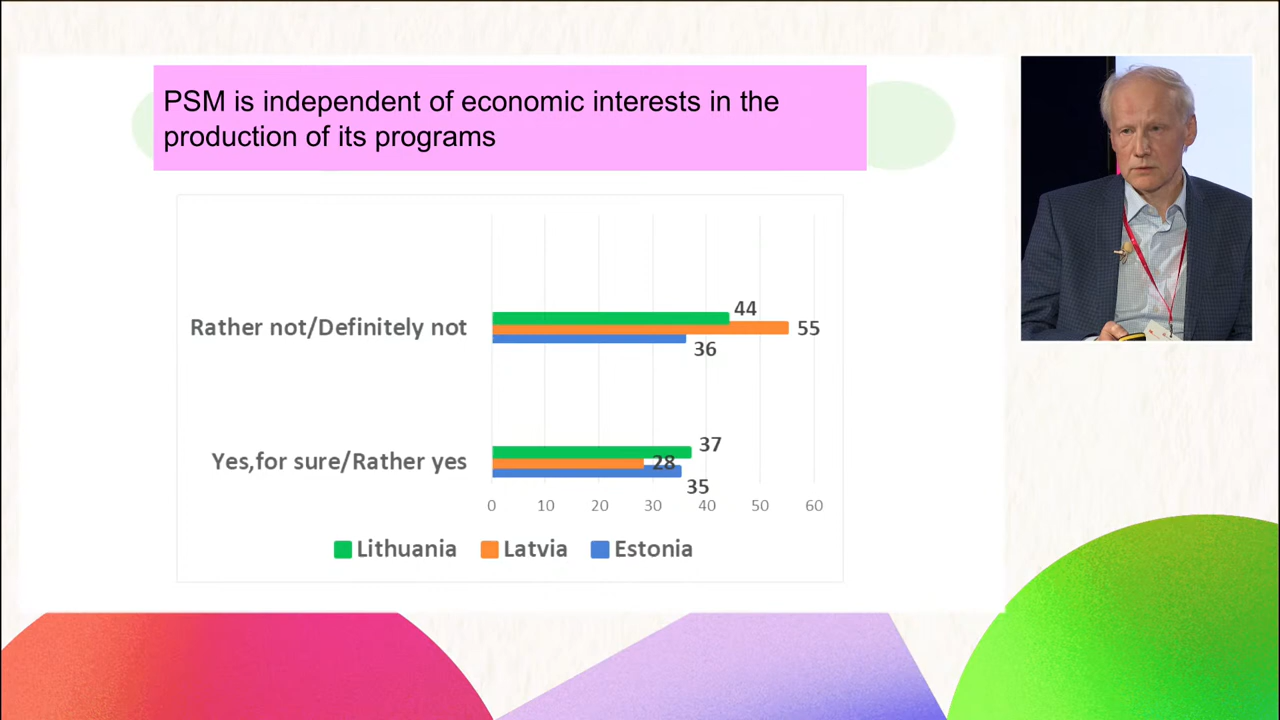 PSM is independent of economic interests in the
production of its programs
Rather not/Definitely not
44
55
36
Yes,for sure/Rather yes
37
28
35
0 10 20 30 40 50 60
Lithuania Latvia Estonia